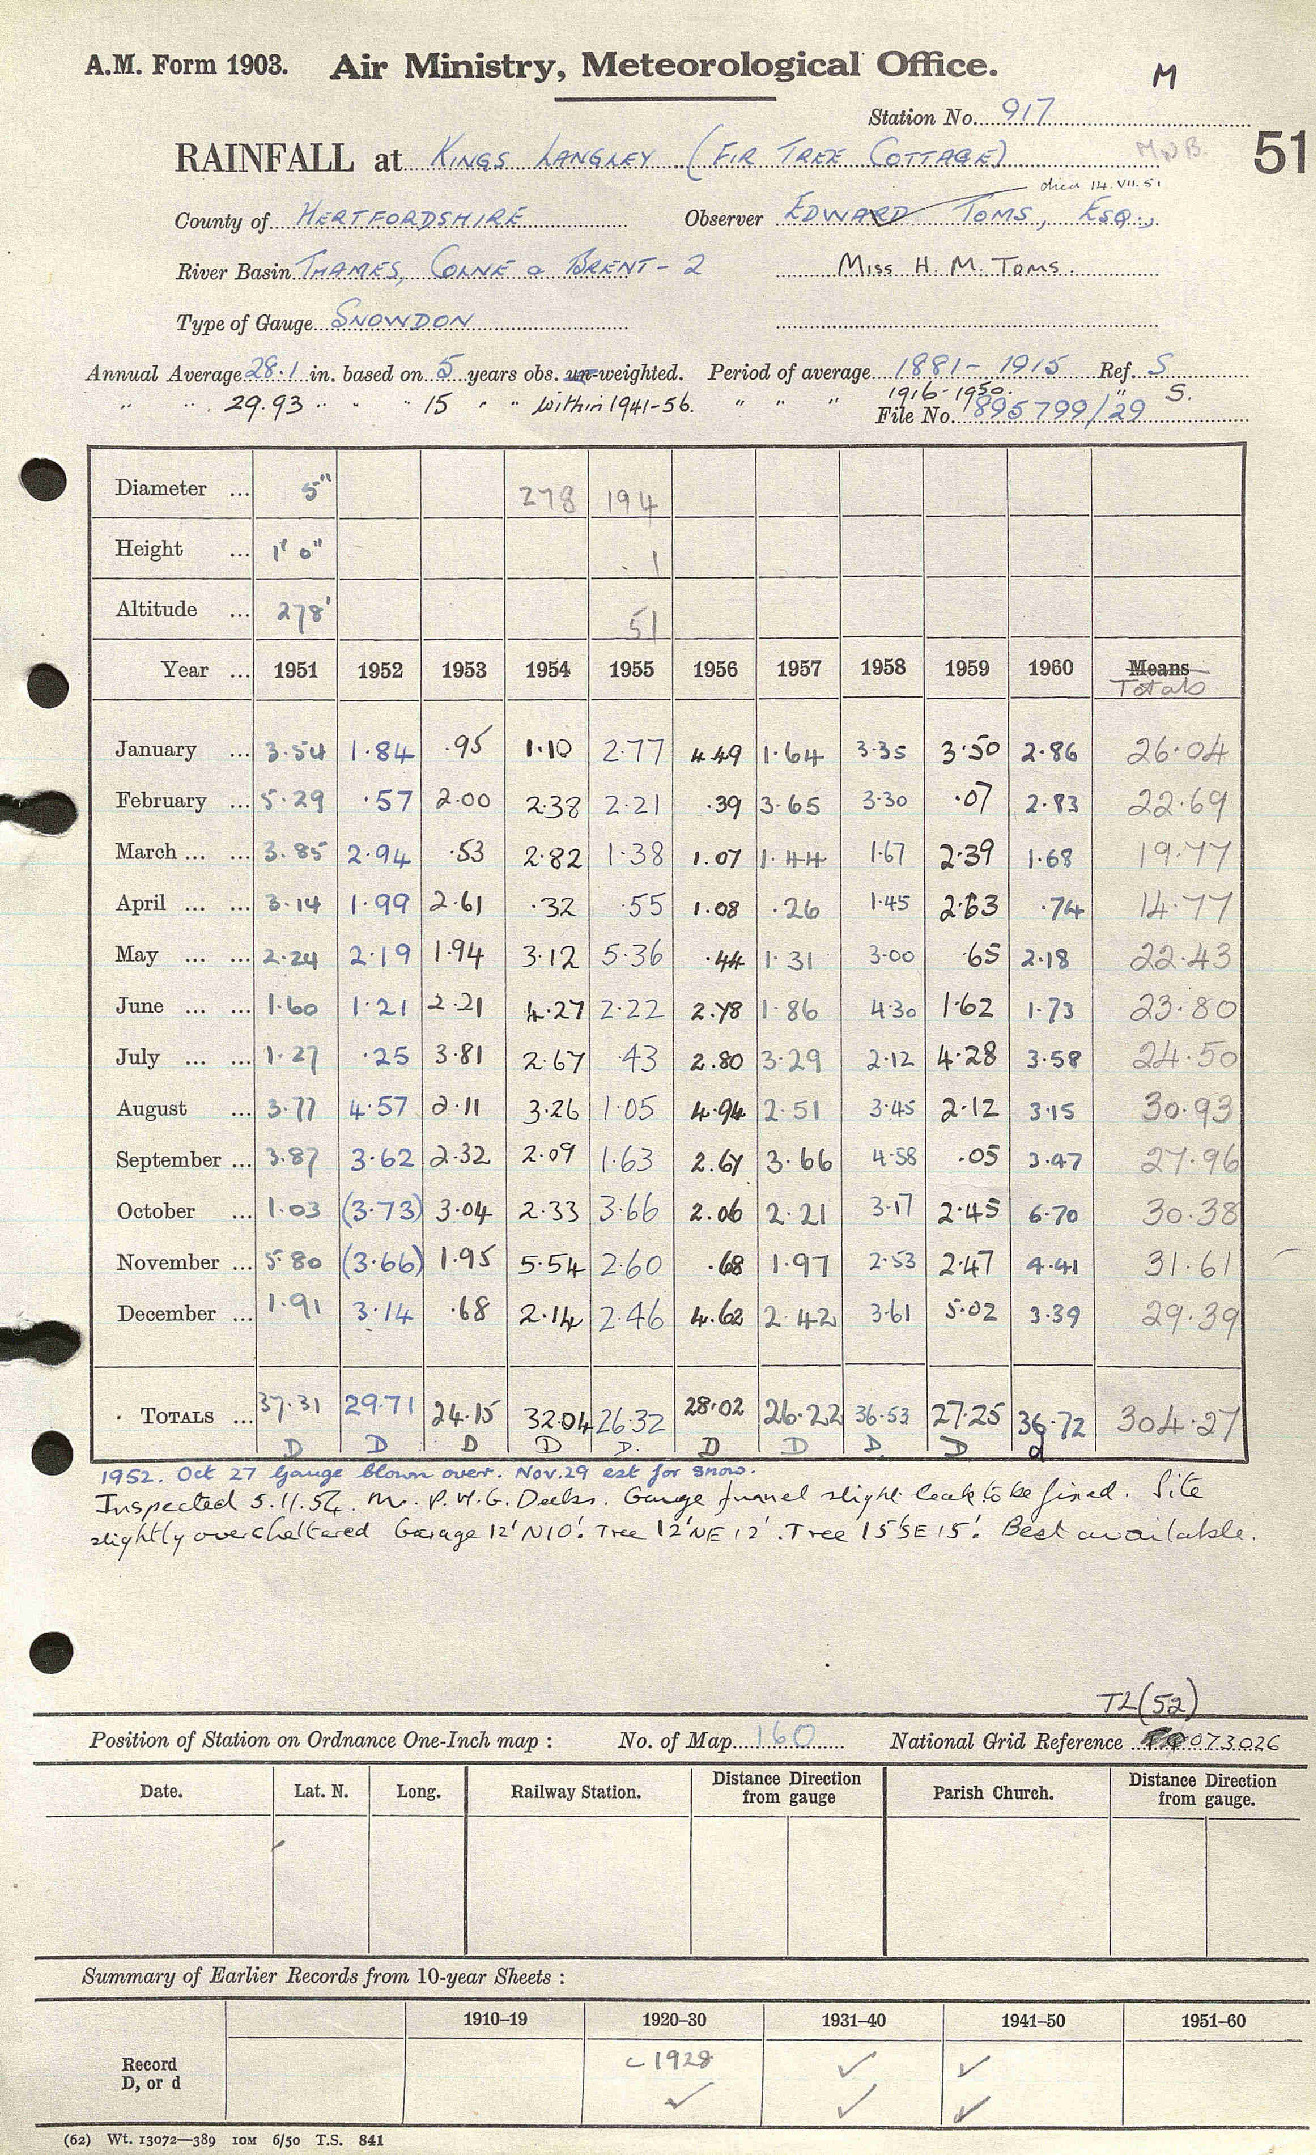 A.M. Form 1903. Air Ministry, Meteorological Office. M
Station No. 917
RAINFALL at KINGS LANGLEY (FIR TREE COTTAGE) 51
died 14.VII.51
County of HERTFORDSHIRE Observer EDWARD TOMS, ESQ.,
River Basin THAMES, COLNE & BRENT - 2 MISS H. M. TOMS.
Type of Gauge SNOWDON
Annual Average 28.1 in. based on 5 years obs. un-weighted. Period of average 1881 - 1915 Ref. S
" " 29.93 " " " 15 " " within 1941-56. " " " 1916-1950. " S.
File No. 895799/29
Diameter ... 5" 278 194
Height ... 1' 0" 1
Altitude ... 278' 51
Year ... 1951 1952 1953 1954 1955 1956 1957 1958 1959 1960 Means
Totals
January ... 3.54 1.84 .95 1.10 2.77 4.49 1.64 3.35 3.50 2.86 26.04
February ... 5.29 .57 2.00 2.38 2.21 .39 3.65 3.30 .07 2.83 22.69
March ... ... 3.85 2.94 .53 2.82 1.38 1.07 1.44 1.67 2.39 1.68 19.77
April ... ... 3.14 1.99 2.61 .32 .55 1.08 .26 1.45 2.63 .74 14.77
May ... ... 2.24 2.19 1.94 3.12 5.36 .44 1.31 3.00 .65 2.18 22.43
June ... ... 1.60 1.21 2.21 4.27 2.22 2.78 1.86 4.30 1.62 1.73 23.80
July ... ... 1.27 .25 3.81 2.67 .43 2.80 3.29 2.12 4.28 3.58 24.50
August ... 3.77 4.57 2.11 3.26 1.05 4.94 2.51 3.45 2.12 3.15 30.93
September ... 3.87 3.62 2.32 2.09 1.63 2.67 3.66 4.58 .05 3.47 27.96
October ... 1.03 (3.73) 3.04 2.33 3.66 2.06 2.21 3.17 2.45 6.70 30.38
November ... 5.80 (3.66) 1.95 5.54 2.60 .68 1.97 2.53 2.47 4.41 31.61
December ... 1.91 3.14 .68 2.14 2.46 4.62 2.42 3.61 5.02 3.39 29.39
TOTALS ... 37.31 29.71 24.15 32.04 26.32 28.02 26.22 36.53 27.25 36.72 304.27
D D D D D. D D D D d
1952. Oct 27 Gauge blown over. Nov. 29 est for snow.
Inspected 5.11.54. Mr. P.H.G. Deeks. Gauge funnel slight leak to be fixed. Site
slightly oversheltered Garage 12' N 10'. Tree 12' NE 12'. Tree 15' SE 15'. Best available.
TL (52)
Position of Station on Ordnance One-Inch map : No. of Map 160 National Grid Reference 073026
Date. Lat. N. Long. Railway Station. Distance Direction from gauge Parish Church. Distance Direction from gauge.
Summary of Earlier Records from 10-year Sheets :
1910–19 1920–30 1931–40 1941–50 1951–60
Record c 1928 ✓ ✓
D, or d ✓ ✓ ✓
(62) Wt. 13072—389 10M 6/50 T.S. 841